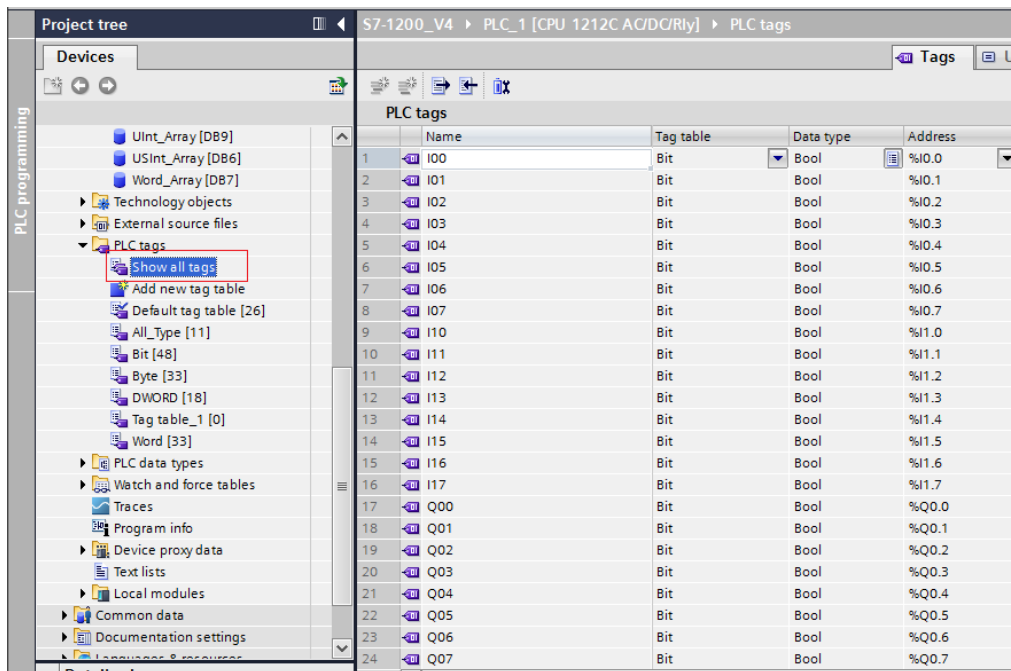 Project tree
S7-1200_V4 ▸ PLC_1 [CPU 1212C AC/DC/Rly] ▸ PLC tags
Devices
Tags
PLC programming
PLC tags
UInt_Array [DB9]
USInt_Array [DB6]
Word_Array [DB7]
Technology objects
External source files
PLC tags
Show all tags
Add new tag table
Default tag table [26]
All_Type [11]
Bit [48]
Byte [33]
DWORD [18]
Tag table_1 [0]
Word [33]
PLC data types
Watch and force tables
Traces
Program info
Device proxy data
Text lists
Local modules
Common data
Documentation settings
Languages & resources
Name Tag table Data type Address
1 I00 Bit Bool %I0.0
2 I01 Bit Bool %I0.1
3 I02 Bit Bool %I0.2
4 I03 Bit Bool %I0.3
5 I04 Bit Bool %I0.4
6 I05 Bit Bool %I0.5
7 I06 Bit Bool %I0.6
8 I07 Bit Bool %I0.7
9 I10 Bit Bool %I1.0
10 I11 Bit Bool %I1.1
11 I12 Bit Bool %I1.2
12 I13 Bit Bool %I1.3
13 I14 Bit Bool %I1.4
14 I15 Bit Bool %I1.5
15 I16 Bit Bool %I1.6
16 I17 Bit Bool %I1.7
17 Q00 Bit Bool %Q0.0
18 Q01 Bit Bool %Q0.1
19 Q02 Bit Bool %Q0.2
20 Q03 Bit Bool %Q0.3
21 Q04 Bit Bool %Q0.4
22 Q05 Bit Bool %Q0.5
23 Q06 Bit Bool %Q0.6
24 Q07 Bit Bool %Q0.7